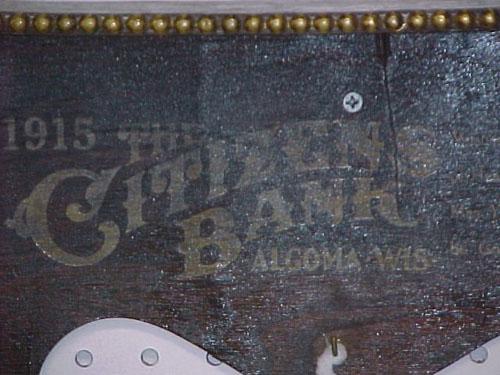 1915 THE
CITIZENS
BANK
ALGOMA WIS